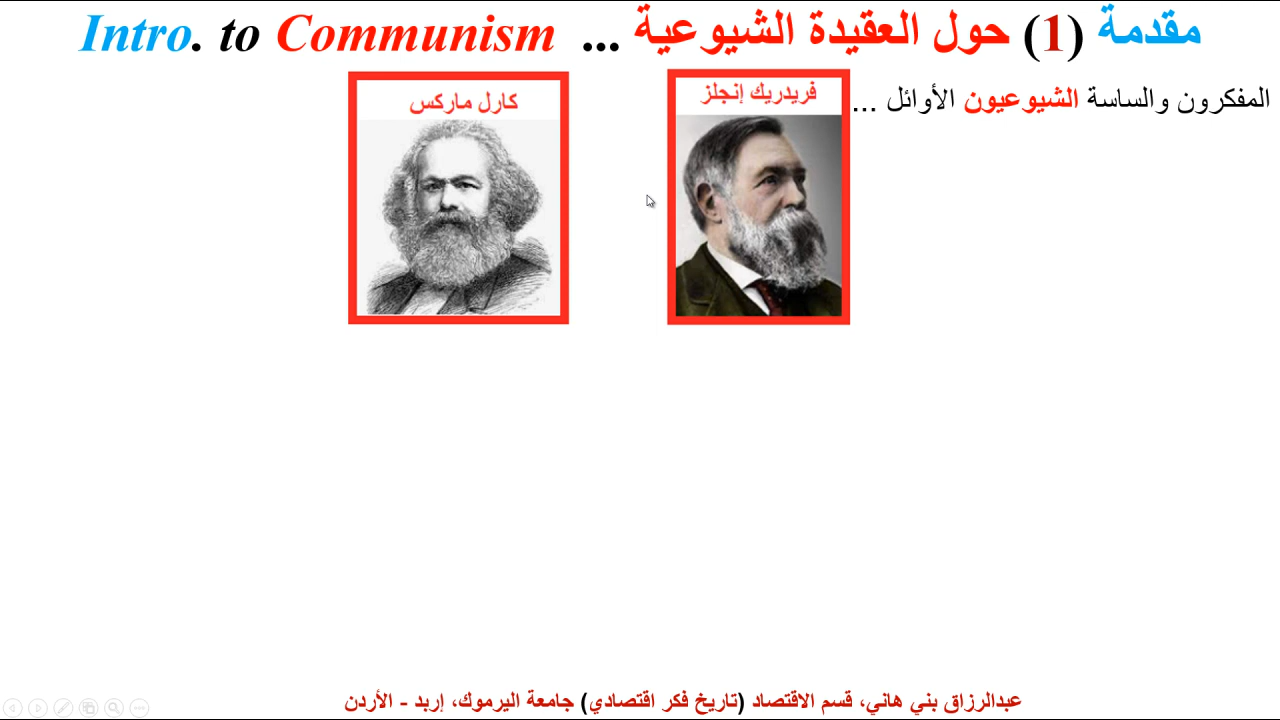 مقدمة (1) حول العقيدة الشيوعية ... Intro. to Communism
المفكرون والساسة الشيوعيون الأوائل ...
فريدريك إنجلز
كارل ماركس
عبدالرزاق بني هاني، قسم الاقتصاد (تاريخ فكر اقتصادي) جامعة اليرموك، إربد - الأردن